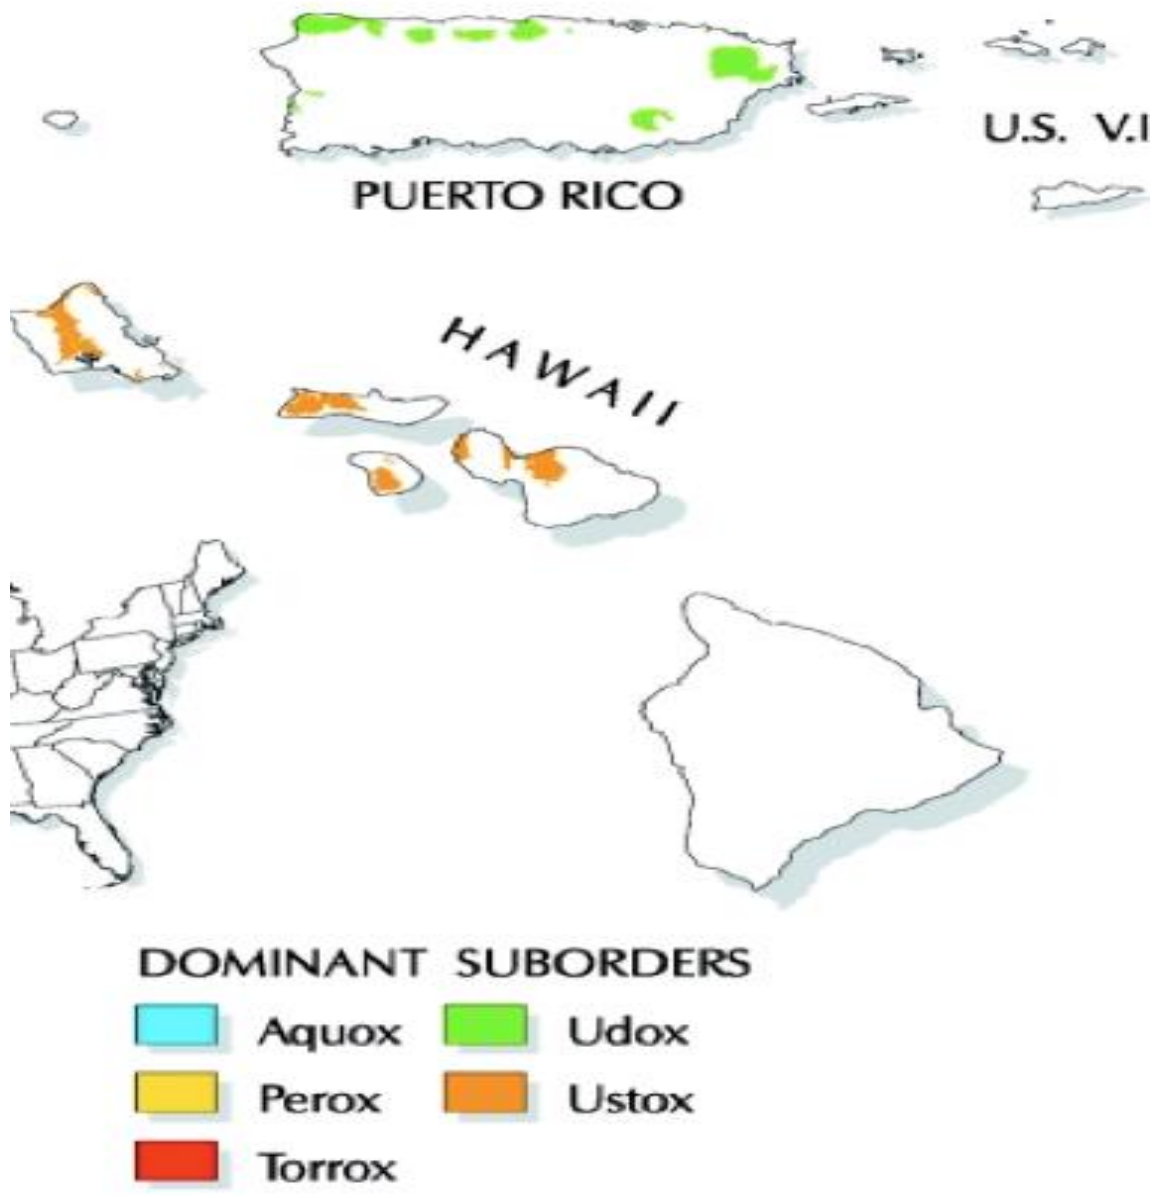 U.S. V.I
PUERTO RICO
HAWAII
DOMINANT SUBORDERS
Aquox Udox
Perox Ustox
Torrox